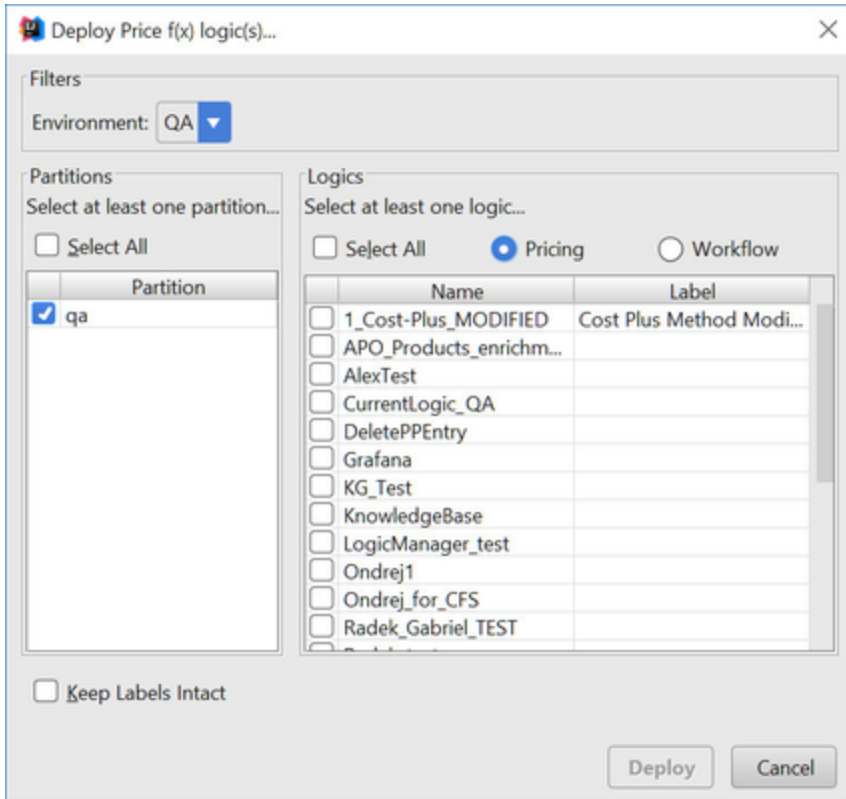 Deploy Price f(x) logic(s)...
Filters
Environment: QA
Partitions
Select at least one partition...
Select All
Partition
qa
Logics
Select at least one logic...
Select All Pricing Workflow
Name Label
1_Cost-Plus_MODIFIED Cost Plus Method Modi...
APO_Products_enrichm...
AlexTest
CurrentLogic_QA
DeletePPEntry
Grafana
KG_Test
KnowledgeBase
LogicManager_test
Ondrej1
Ondrej_for_CFS
Radek_Gabriel_TEST
Keep Labels Intact
Deploy Cancel